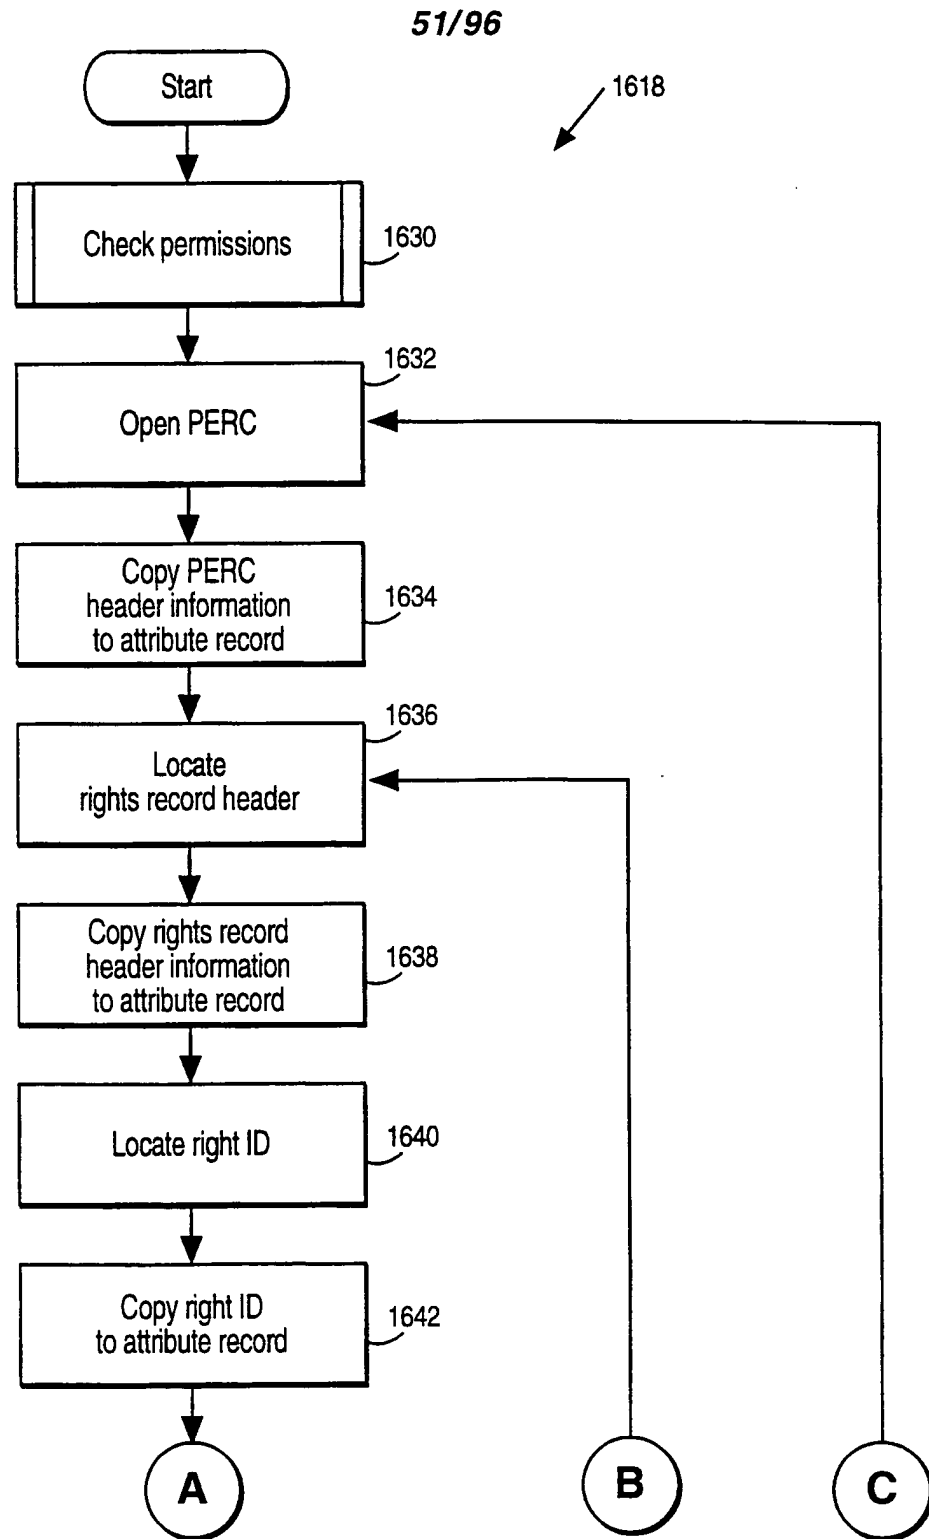 51/96
Start
1618
Check permissions
1630
1632
Open PERC
Copy PERC
header information
to attribute record
1634
1636
Locate
rights record header
Copy rights record
header information
to attribute record
1638
Locate right ID
1640
Copy right ID
to attribute record
1642
A
B
C